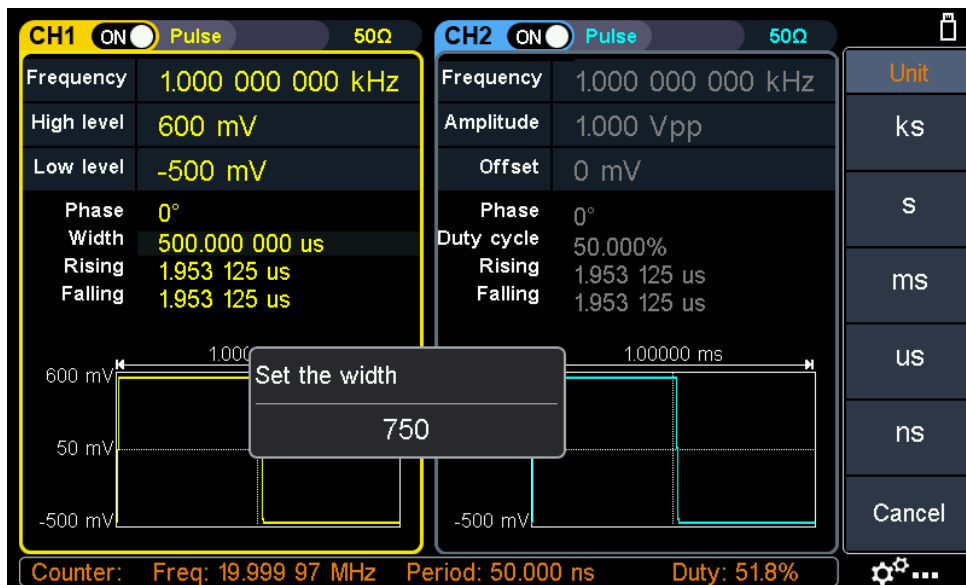 CH1 ON Pulse 50Ω
Frequency 1.000 000 000 kHz
High level 600 mV
Low level -500 mV
Phase 0°
Width 500.000 000 us
Rising 1.953 125 us
Falling 1.953 125 us
600 mV
50 mV
-500 mV
CH2 ON Pulse 50Ω
Frequency 1.000 000 000 kHz
Amplitude 1.000 Vpp
Offset 0 mV
Phase 0°
Duty cycle 50.000%
Rising 1.953 125 us
Falling 1.953 125 us
1.00000 ms
-500 mV
Set the width
750
Unit
ks
s
ms
us
ns
Cancel
Counter: Freq: 19.999 97 MHz Period: 50.000 ns Duty: 51.8%